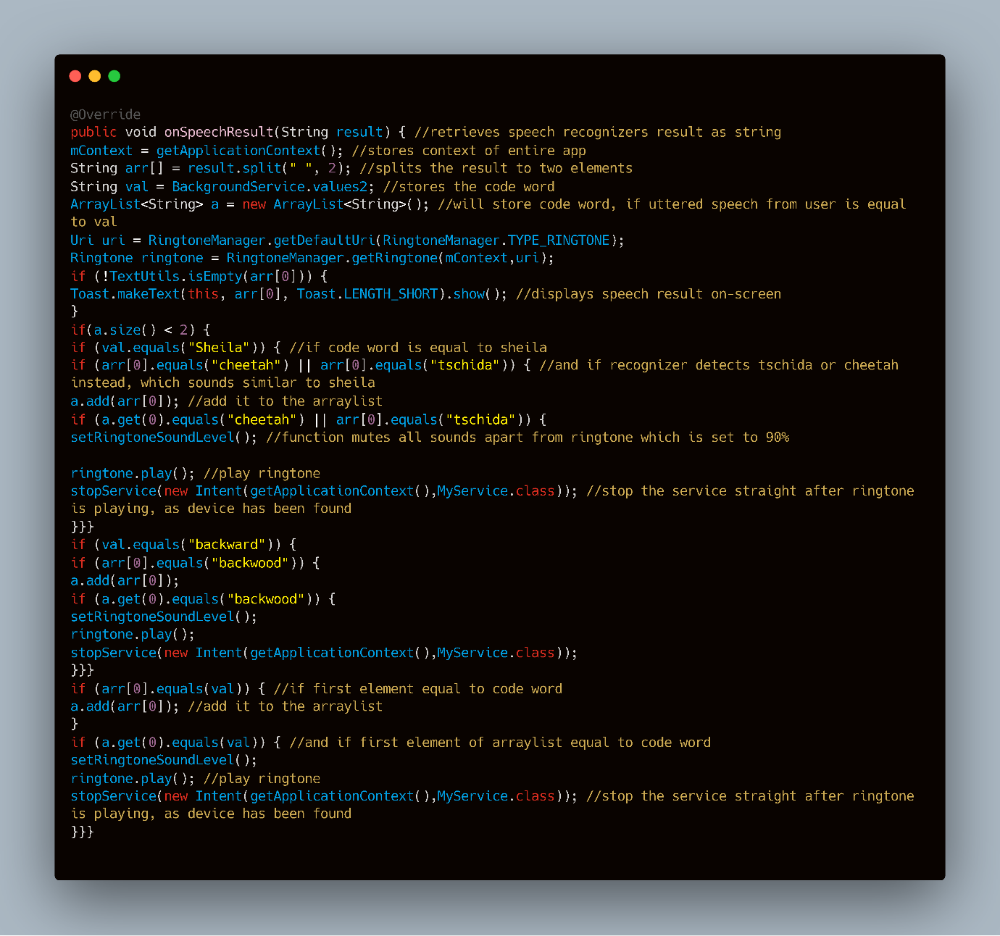 @Override
public void onSpeechResult(String result) { //retrieves speech recognizers result as string
mContext = getApplicationContext(); //stores context of entire app
String arr[] = result.split(" ", 2); //splits the result to two elements
String val = BackgroundService.values2; //stores the code word
ArrayList<String> a = new ArrayList<String>(); //will store code word, if uttered speech from user is equal
to val
Uri uri = RingtoneManager.getDefaultUri(RingtoneManager.TYPE_RINGTONE);
Ringtone ringtone = RingtoneManager.getRingtone(mContext,uri);
if (!TextUtils.isEmpty(arr[0])) {
Toast.makeText(this, arr[0], Toast.LENGTH_SHORT).show(); //displays speech result on-screen
}
if(a.size() < 2) {
if (val.equals("Sheila")) { //if code word is equal to sheila
if (arr[0].equals("cheetah") || arr[0].equals("tschida")) { //and if recognizer detects tschida or cheetah
instead, which sounds similar to sheila
a.add(arr[0]); //add it to the arraylist
if (a.get(0).equals("cheetah") || arr[0].equals("tschida")) {
setRingtoneSoundLevel(); //function mutes all sounds apart from ringtone which is set to 90%
ringtone.play(); //play ringtone
stopService(new Intent(getApplicationContext(),MyService.class)); //stop the service straight after ringtone
is playing, as device has been found
}}}
if (val.equals("backward")) {
if (arr[0].equals("backwood")) {
a.add(arr[0]);
if (a.get(0).equals("backwood")) {
setRingtoneSoundLevel();
ringtone.play();
stopService(new Intent(getApplicationContext(),MyService.class));
}}}
if (arr[0].equals(val)) { //if first element equal to code word
a.add(arr[0]); //add it to the arraylist
}
if (a.get(0).equals(val)) { //and if first element of arraylist equal to code word
setRingtoneSoundLevel();
ringtone.play(); //play ringtone
stopService(new Intent(getApplicationContext(),MyService.class)); //stop the service straight after ringtone
is playing, as device has been found
}}}